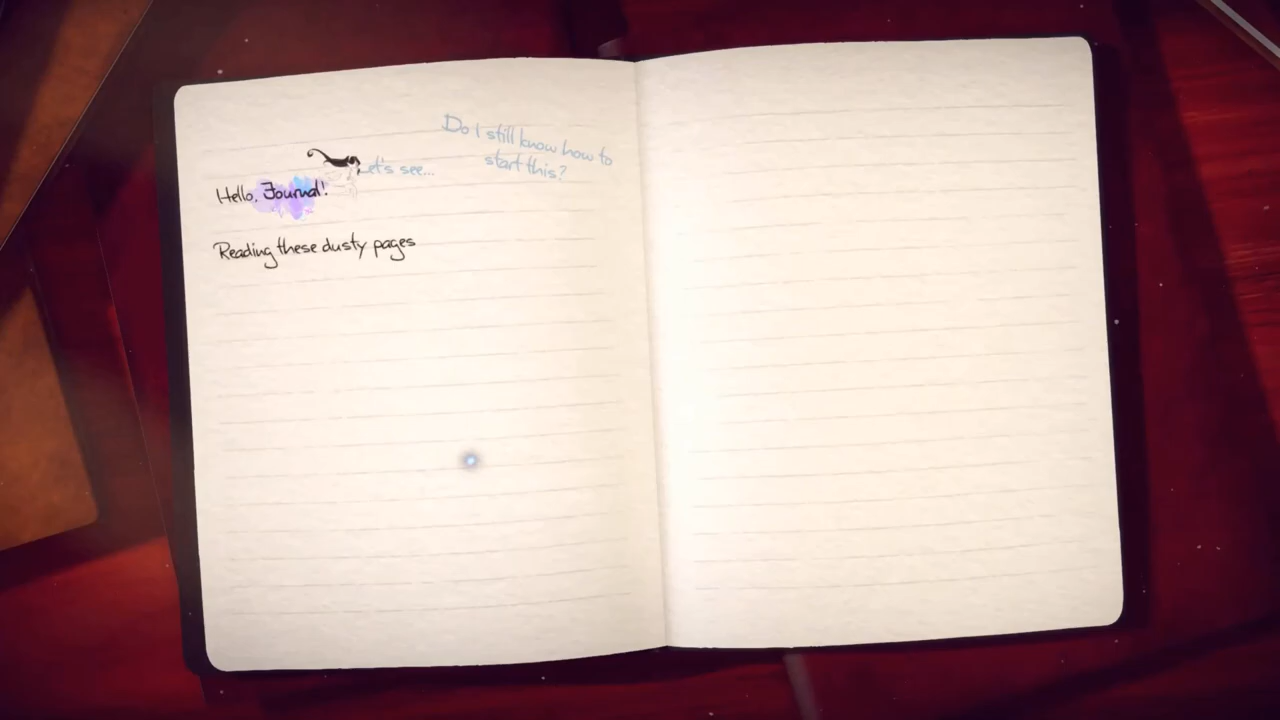 Do I still know how to
start this?
Let's see...
Hello, Journal!
Reading these dusty pages